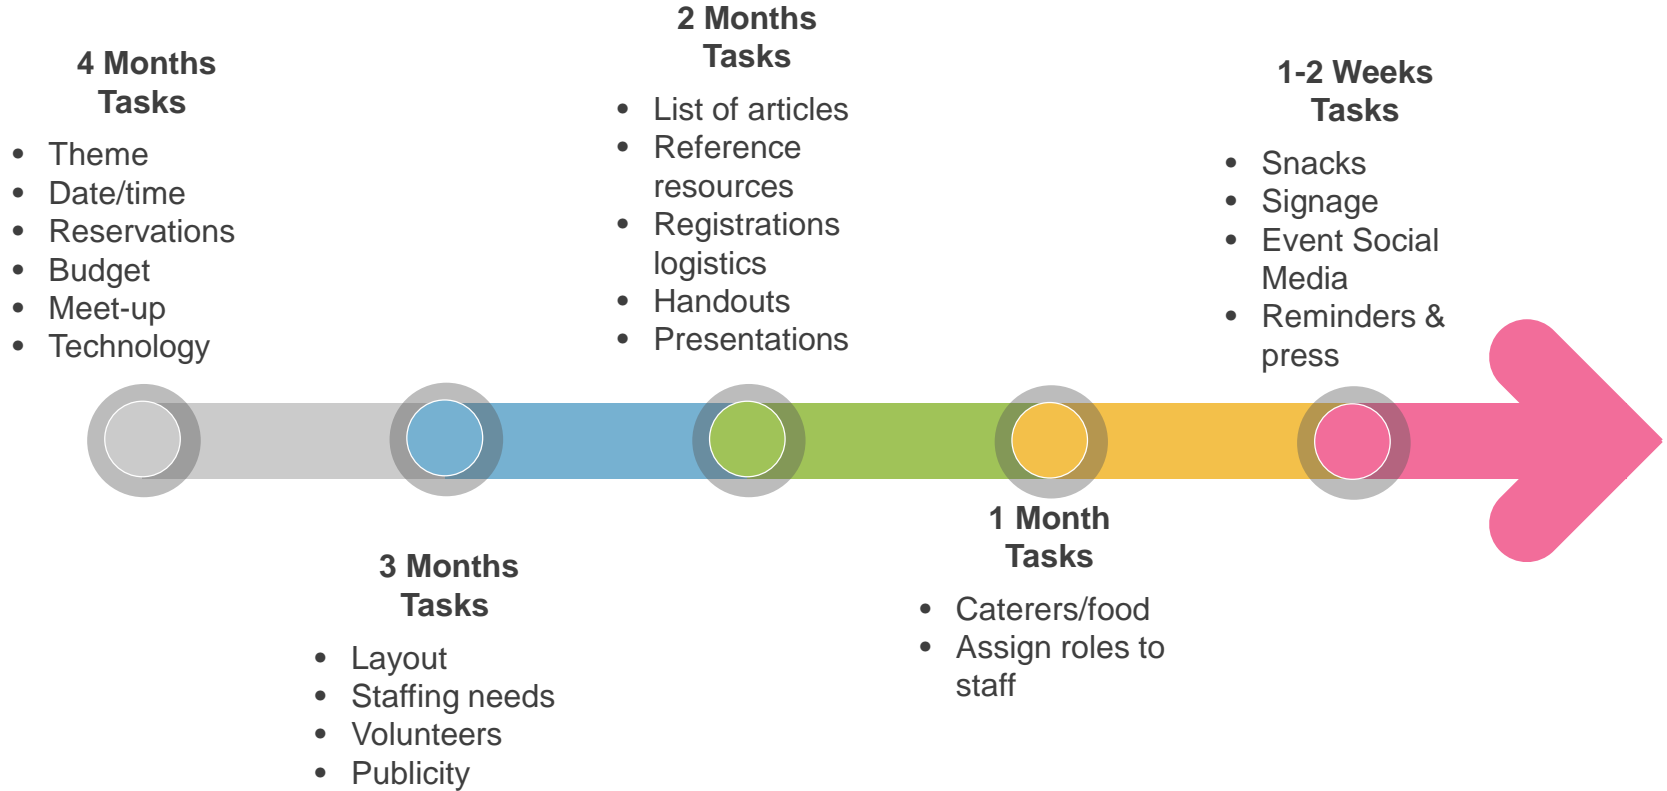 4 Months
Tasks
• Theme
• Date/time
• Reservations
• Budget
• Meet-up
• Technology
3 Months
Tasks
• Layout
• Staffing needs
• Volunteers
• Publicity
2 Months
Tasks
• List of articles
• Reference
resources
• Registrations
logistics
• Handouts
• Presentations
1 Month
Tasks
• Caterers/food
• Assign roles to
staff
1-2 Weeks
Tasks
• Snacks
• Signage
• Event Social
Media
• Reminders &
press